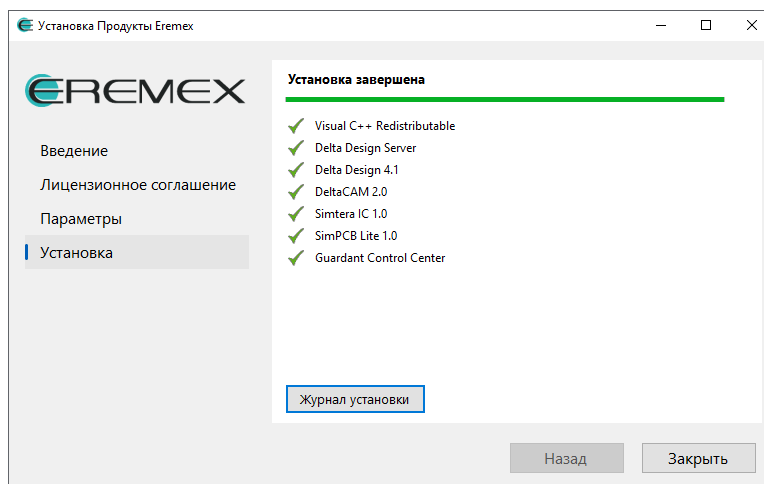 Установка Продукты Eremex
EREMEX
Введение
Лицензионное соглашение
Параметры
Установка
Установка завершена
Visual C++ Redistributable
Delta Design Server
Delta Design 4.1
DeltaCAM 2.0
Simtera IC 1.0
SimPCB Lite 1.0
Guardant Control Center
Журнал установки
Назад
Закрыть